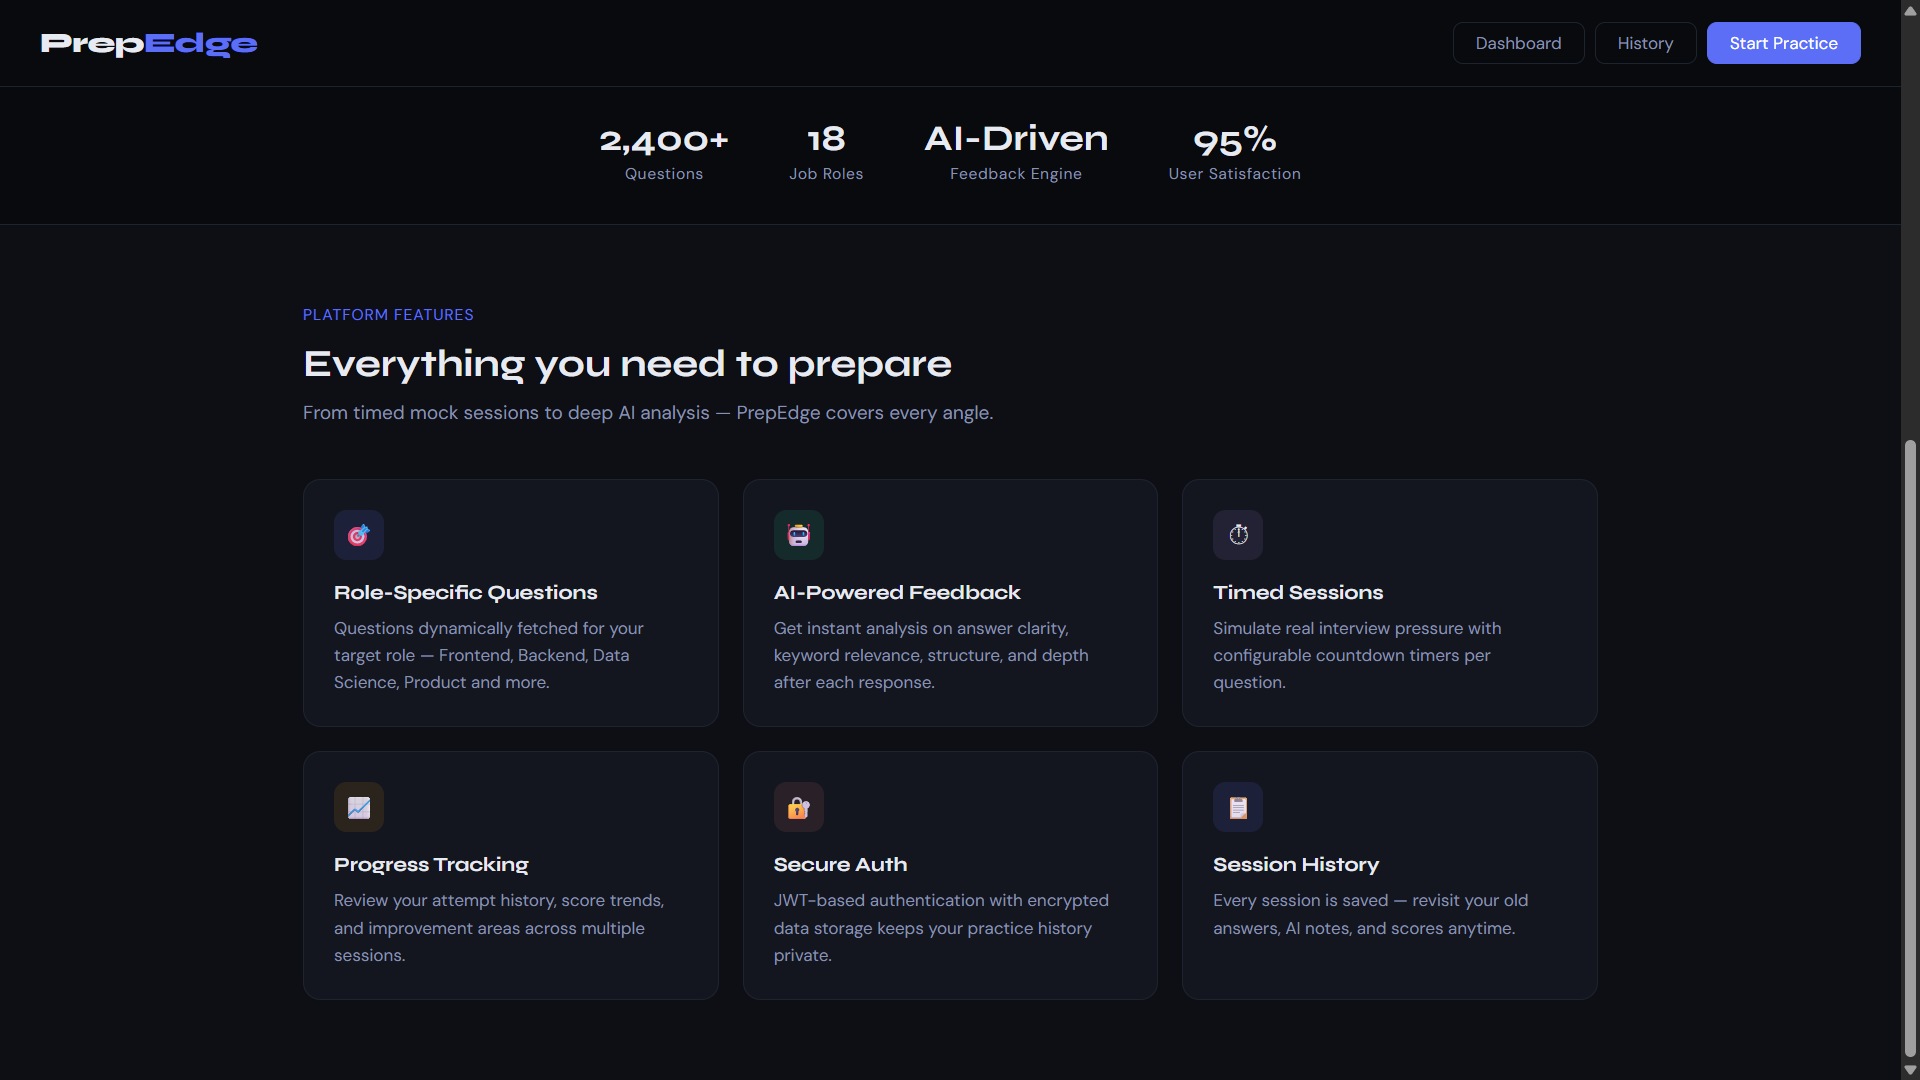 PrepEdge
Dashboard
History
Start Practice
2,400+
Questions
18
Job Roles
AI-Driven
Feedback Engine
95%
User Satisfaction
PLATFORM FEATURES
Everything you need to prepare
From timed mock sessions to deep AI analysis — PrepEdge covers every angle.
Role-Specific Questions
Questions dynamically fetched for your
target role — Frontend, Backend, Data
Science, Product and more.
AI-Powered Feedback
Get instant analysis on answer clarity,
keyword relevance, structure, and depth
after each response.
Timed Sessions
Simulate real interview pressure with
configurable countdown timers per
question.
Progress Tracking
Review your attempt history, score trends,
and improvement areas across multiple
sessions.
Secure Auth
JWT-based authentication with encrypted
data storage keeps your practice history
private.
Session History
Every session is saved — revisit your old
answers, AI notes, and scores anytime.